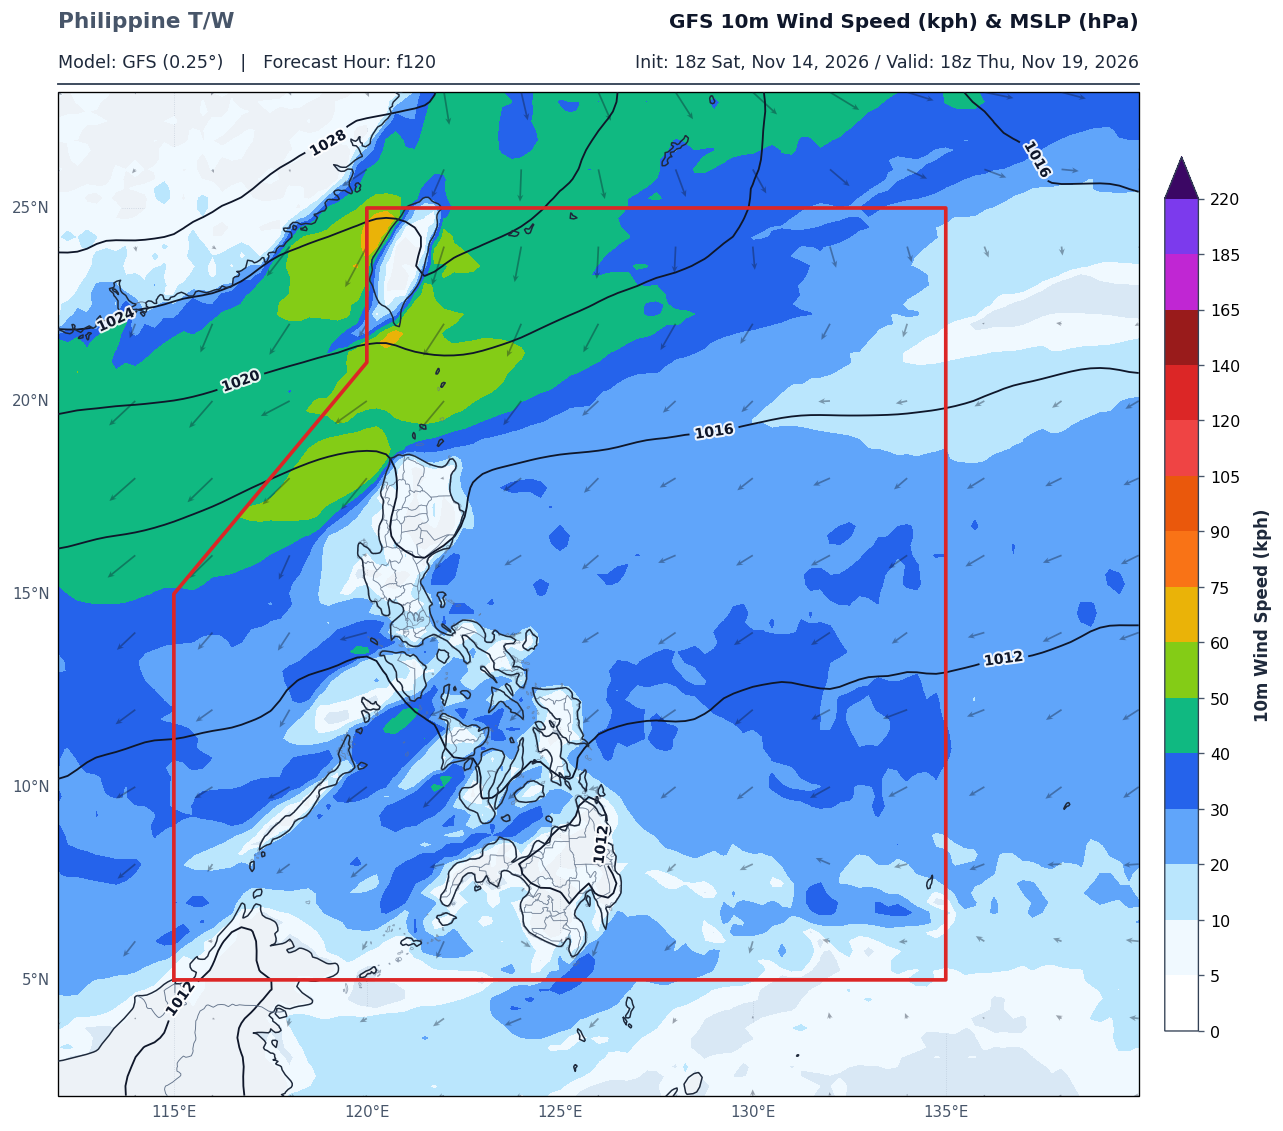 Philippine T/W
GFS 10m Wind Speed (kph) & MSLP (hPa)
Model: GFS (0.25°)   |   Forecast Hour: f120
Init: 18z Sat, Nov 14, 2026 / Valid: 18z Thu, Nov 19, 2026
1028
1016
1024
1020
1016
1012
1012
1012
25°N
20°N
15°N
10°N
5°N
115°E
120°E
125°E
130°E
135°E
220
185
165
140
120
105
90
75
60
50
40
30
20
10
5
0
10m Wind Speed (kph)